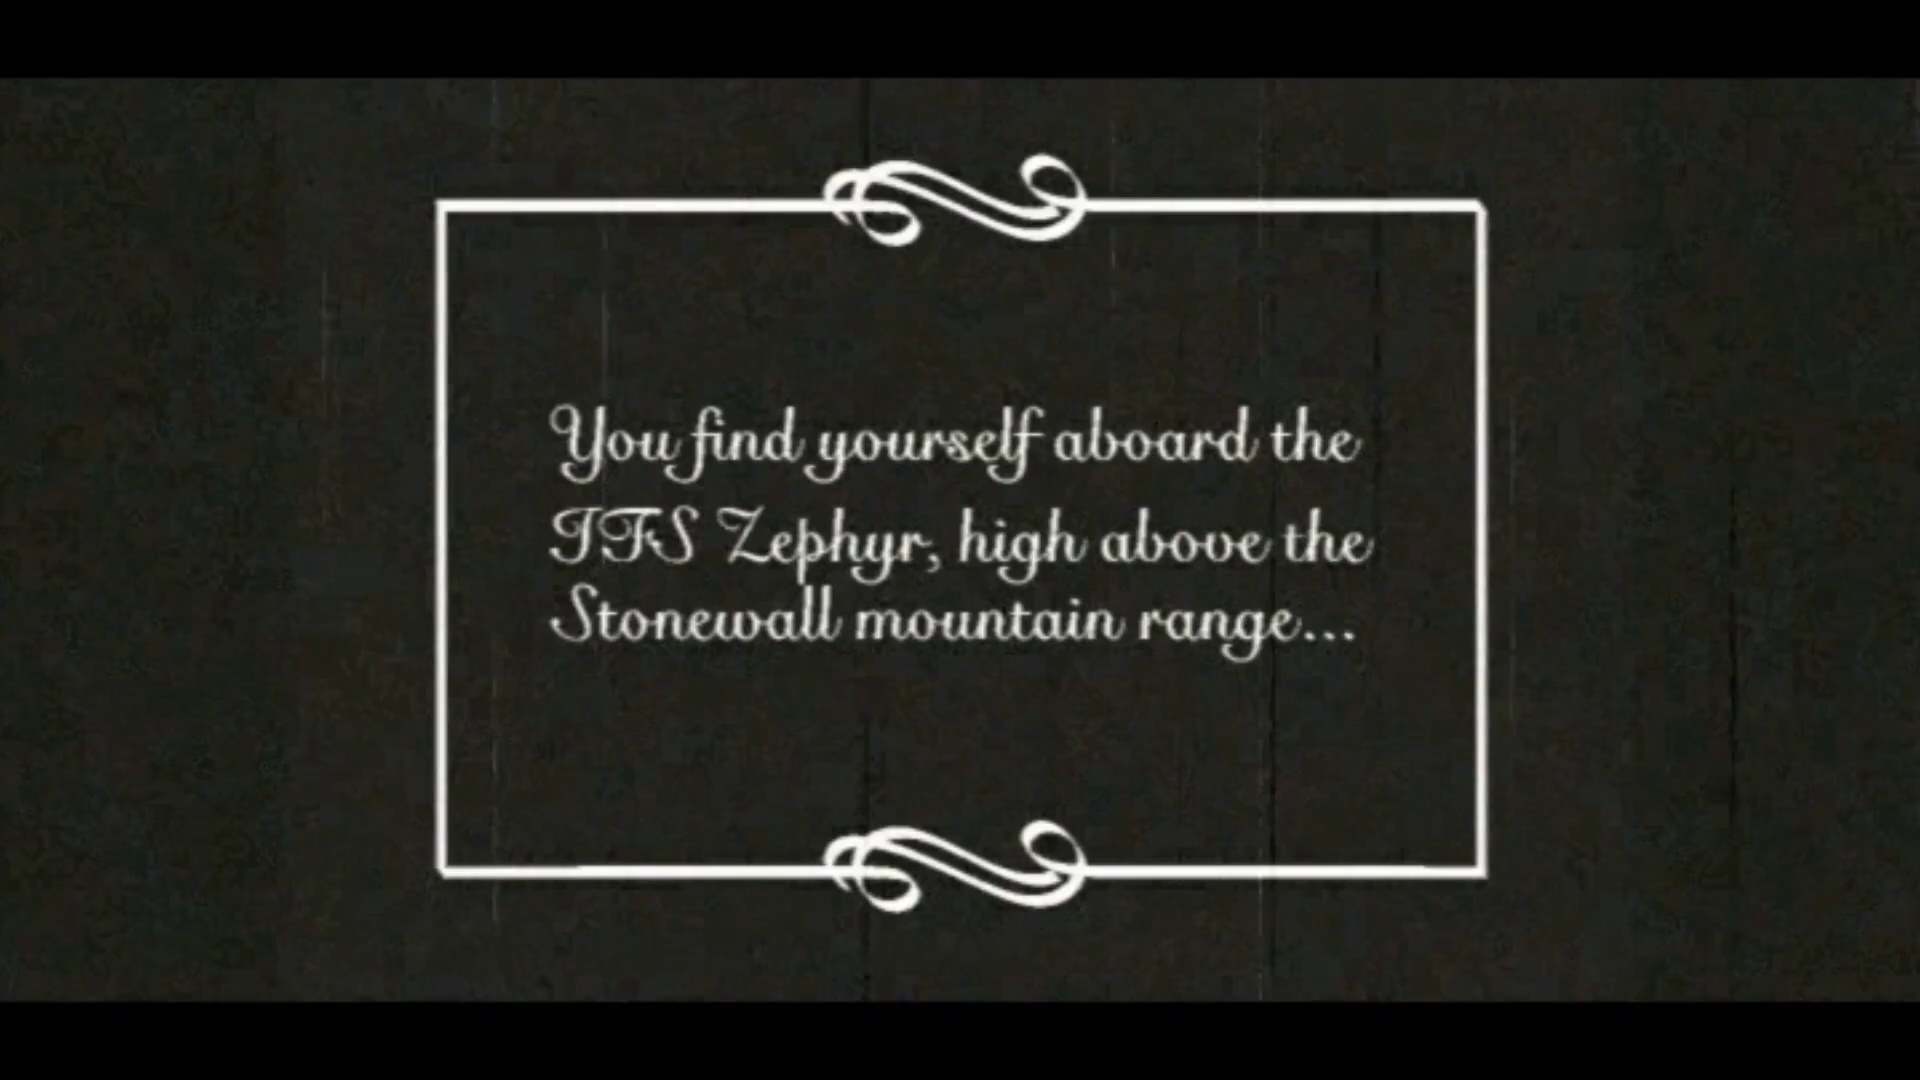 You find yourself aboard the
IFS Zephyr, high above the
Stonewall mountain range...